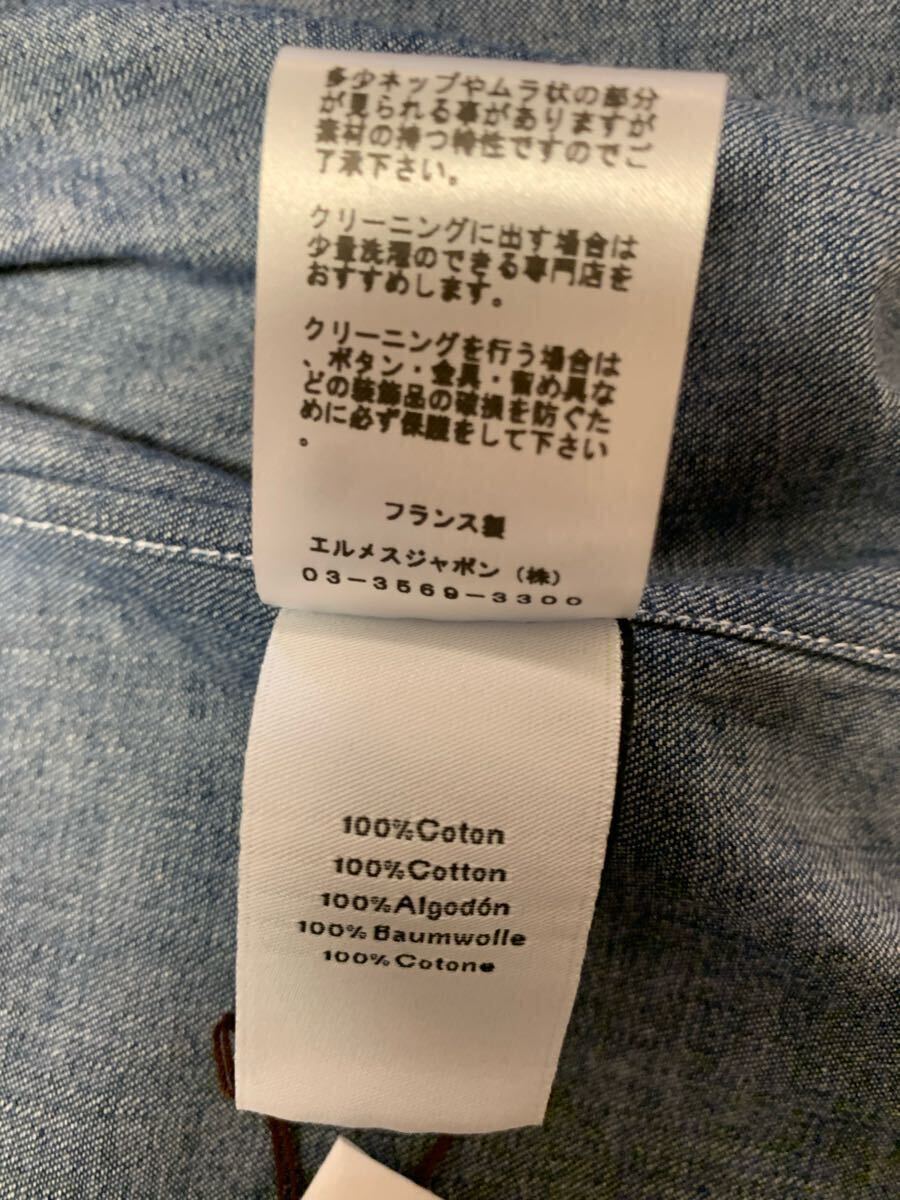 多少ネップやムラ状の部分
が見られる事がありますが
素材の持つ特性ですのでご
了承下さい。
クリーニングに出す場合は
少量洗濯のできる専門店を
おすすめします。
クリーニングを行う場合は
、ボタン・金具・留め具な
どの装飾品の破損を防ぐた
めに必ず保護をして下さい
。
フランス製
エルメスジャポン（株）
03-3569-3300
100%Coton
100%Cotton
100%Algodón
100% Baumwolle
100% Cotone